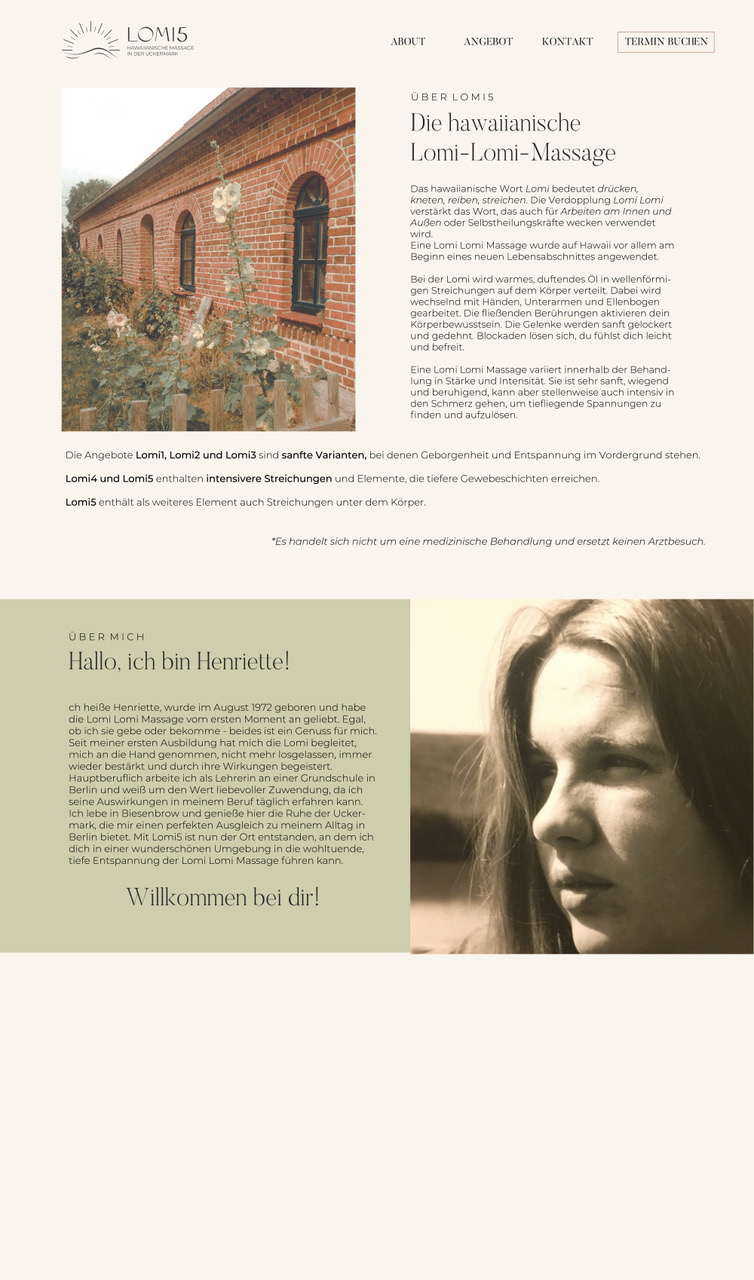 LOMI5
HAWAIIANISCHE MASSAGE
IN DER UCKERMARK
ABOUT
ANGEBOT
KONTAKT
TERMIN BUCHEN
ÜBER LOMI5
Die hawaiianische
Lomi-Lomi-Massage
Das hawaiianische Wort Lomi bedeutet drücken,
kneten, reiben, streichen. Die Verdopplung Lomi Lomi
verstärkt das Wort, das auch für Arbeiten am Innen und
Außen oder Selbstheilungskräfte wecken verwendet
wird.
Eine Lomi Lomi Massage wurde auf Hawaii vor allem am
Beginn eines neuen Lebensabschnittes angewendet.
Bei der Lomi wird warmes, duftendes Öl in wellenförmi-
gen Streichungen auf dem Körper verteilt. Dabei wird
wechselnd mit Händen, Unterarmen und Ellenbogen
gearbeitet. Die fließenden Berührungen aktivieren dein
Körperbewusstsein. Die Gelenke werden sanft gelockert
und gedehnt. Blockaden lösen sich, du fühlst dich leicht
und befreit.
Eine Lomi Lomi Massage variiert innerhalb der Behand-
lung in Stärke und Intensität. Sie ist sehr sanft, wiegend
und beruhigend, kann aber stellenweise auch intensiv in
den Schmerz gehen, um tiefliegende Spannungen zu
finden und aufzulösen.
Die Angebote Lomi1, Lomi2 und Lomi3 sind sanfte Varianten, bei denen Geborgenheit und Entspannung im Vordergrund stehen.
Lomi4 und Lomi5 enthalten intensivere Streichungen und Elemente, die tiefere Gewebeschichten erreichen.
Lomi5 enthält als weiteres Element auch Streichungen unter dem Körper.
*Es handelt sich nicht um eine medizinische Behandlung und ersetzt keinen Arztbesuch.
ÜBER MICH
Hallo, ich bin Henriette!
ch heiße Henriette, wurde im August 1972 geboren und habe
die Lomi Lomi Massage vom ersten Moment an geliebt. Egal,
ob ich sie gebe oder bekomme - beides ist ein Genuss für mich.
Seit meiner ersten Ausbildung hat mich die Lomi begleitet,
mich an die Hand genommen, nicht mehr losgelassen, immer
wieder bestärkt und durch ihre Wirkungen begeistert.
Hauptberuflich arbeite ich als Lehrerin an einer Grundschule in
Berlin und weiß um den Wert liebevoller Zuwendung, da ich
seine Auswirkungen in meinem Beruf täglich erfahren kann.
Ich lebe in Biesenbrow und genieße hier die Ruhe der Ucker-
mark, die mir einen perfekten Ausgleich zu meinem Alltag in
Berlin bietet. Mit Lomi5 ist nun der Ort entstanden, an dem ich
dich in einer wunderschönen Umgebung in die wohltuende,
tiefe Entspannung der Lomi Lomi Massage führen kann.
Willkommen bei dir!